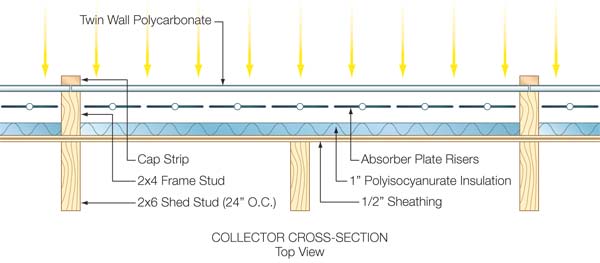 Twin Wall Polycarbonate
Cap Strip
Absorber Plate Risers
2x4 Frame Stud
1” Polyisocyanurate Insulation
2x6 Shed Stud (24” O.C.)
1/2” Sheathing
COLLECTOR CROSS-SECTION
Top View